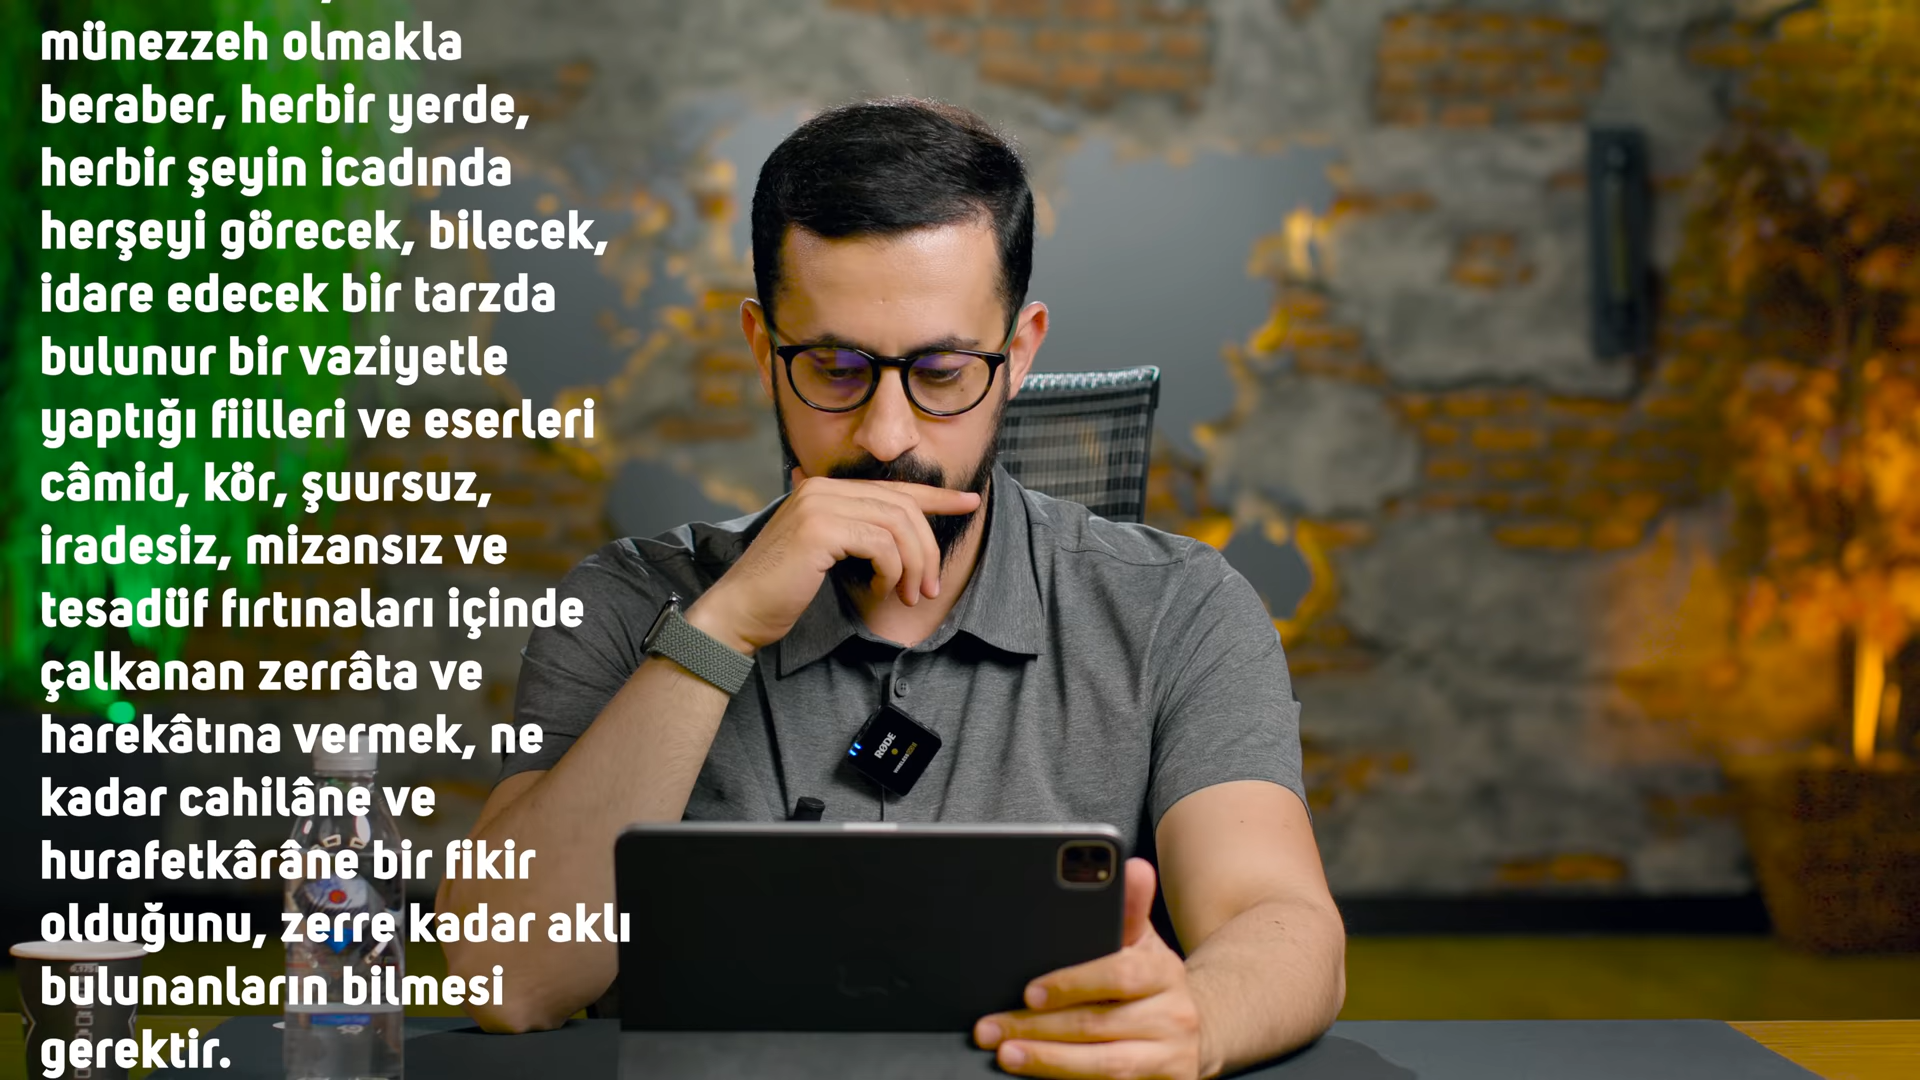 münezzeh olmakla
beraber, herbir yerde,
herbir şeyin icadında
herşeyi görecek, bilecek,
idare edecek bir tarzda
bulunur bir vaziyetle
yaptığı fiilleri ve eserleri
câmid, kör, şuursuz,
iradesiz, mizansız ve
tesadüf fırtınaları içinde
çalkanan zerrâta ve
harekâtına vermek, ne
kadar cahilâne ve
hurafetkârâne bir fikir
olduğunu, zerre kadar aklı
bulunanların bilmesi
gerektir.
RØDE